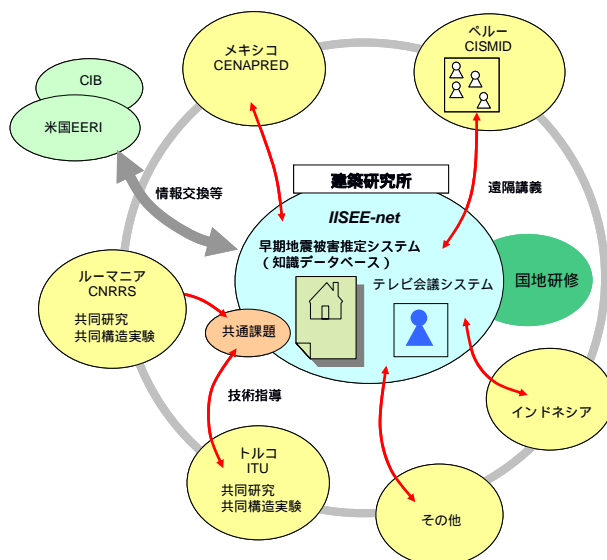 メキシコ
CENAPRED
ペルー
CISMID
CIB
米国EERI
情報交換等
建築研究所
遠隔講義
IISEE-net
早期地震被害推定システム
（知識データベース）
テレビ会議システム
国地研修
ルーマニア
CNRRS
共同研究
共同構造実験
共通課題
技術指導
インドネシア
トルコ
ITU
共同研究
共同構造実験
その他